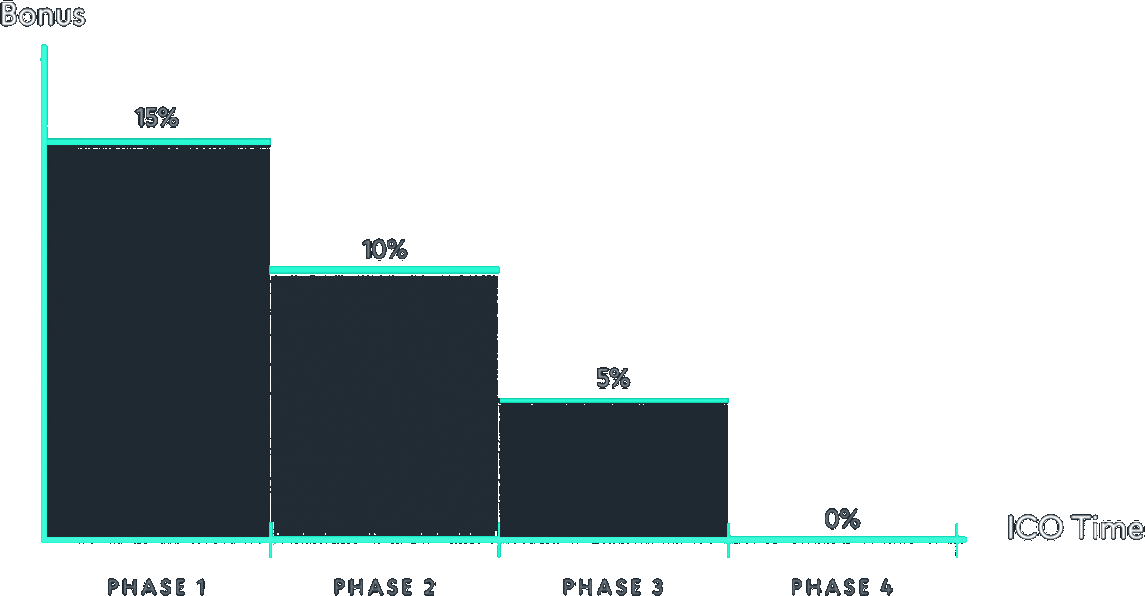 Bonus
15%
10%
5%
0%
ICO Time
PHASE 1
PHASE 2
PHASE 3
PHASE 4